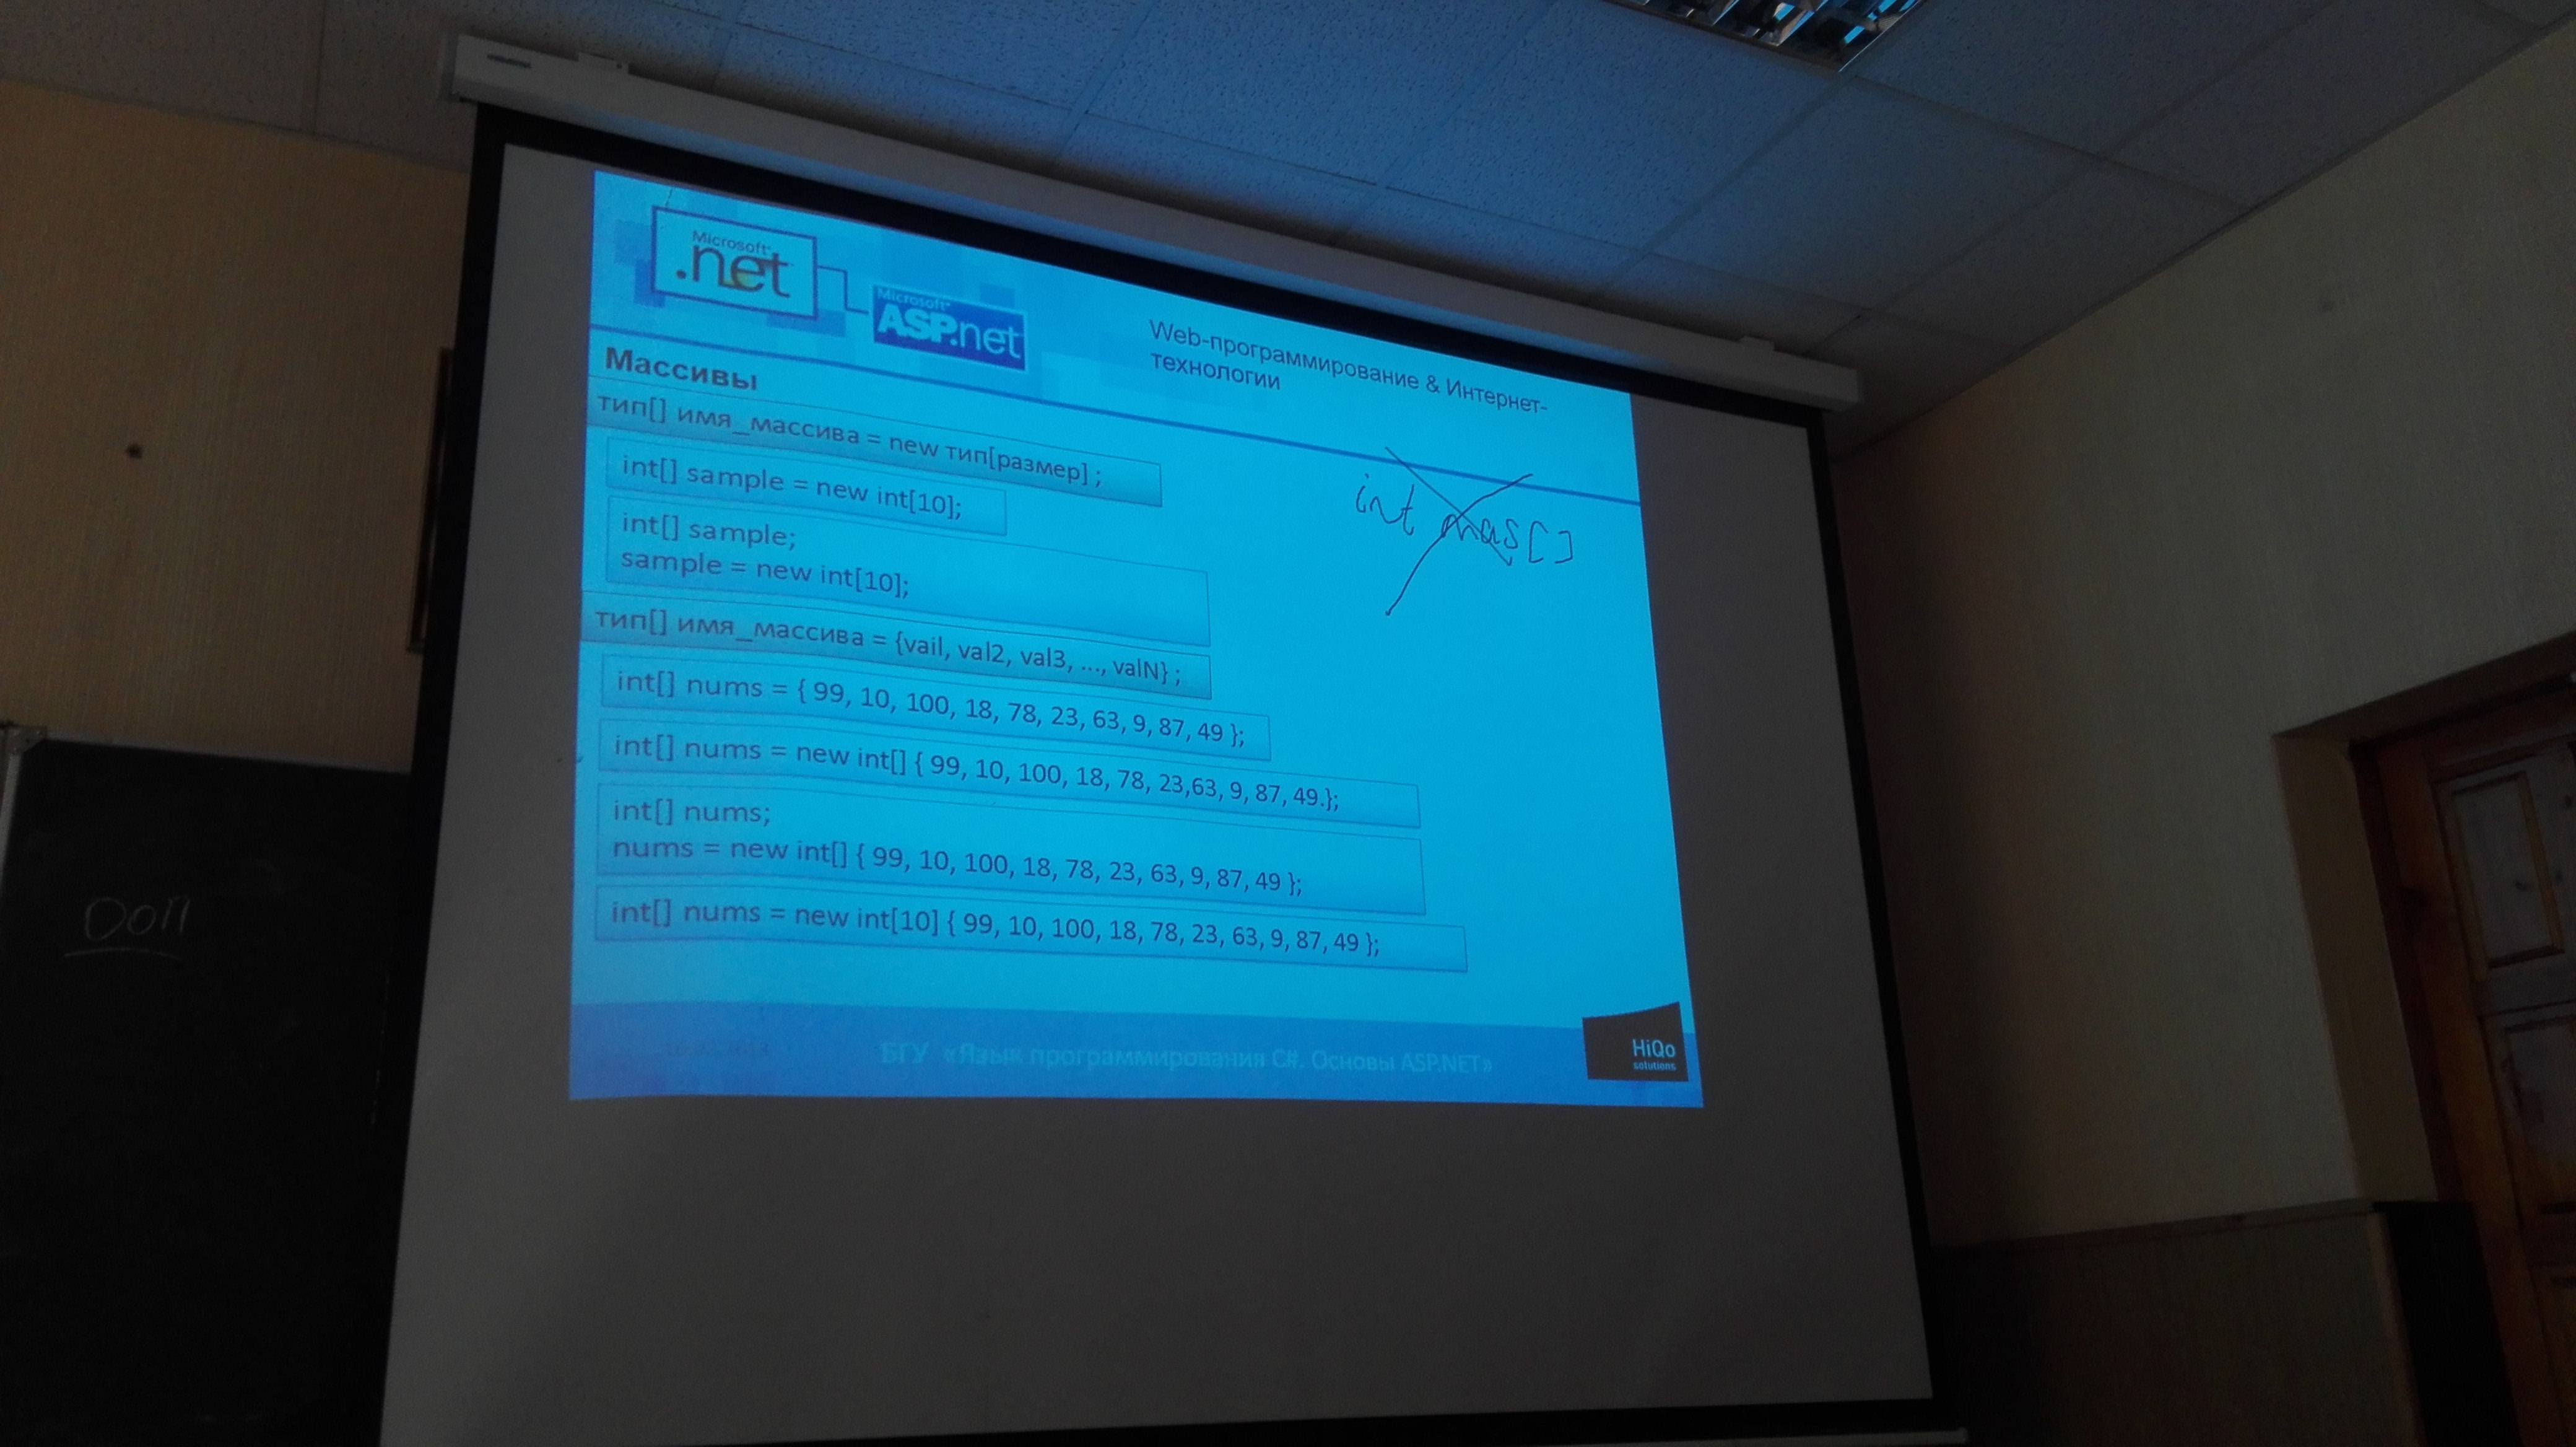 Microsoft
.net
Microsoft
ASP.net
Web-программирование & Интернет-
технологии
Массивы
тип[] имя_массива = new тип[размер] ;
int[] sample = new int[10];
int[] sample;
sample = new int[10];
int mas[]
тип[] имя_массива = {vail, val2, val3, ..., valN} ;
int[] nums = { 99, 10, 100, 18, 78, 23, 63, 9, 87, 49 };
int[] nums = new int[] { 99, 10, 100, 18, 78, 23,63, 9, 87, 49.};
int[] nums;
nums = new int[] { 99, 10, 100, 18, 78, 23, 63, 9, 87, 49 };
int[] nums = new int[10] { 99, 10, 100, 18, 78, 23, 63, 9, 87, 49 };
БГУ «Язык программирования C#. Основы ASP.NET»
HiQo
solutions
ООП